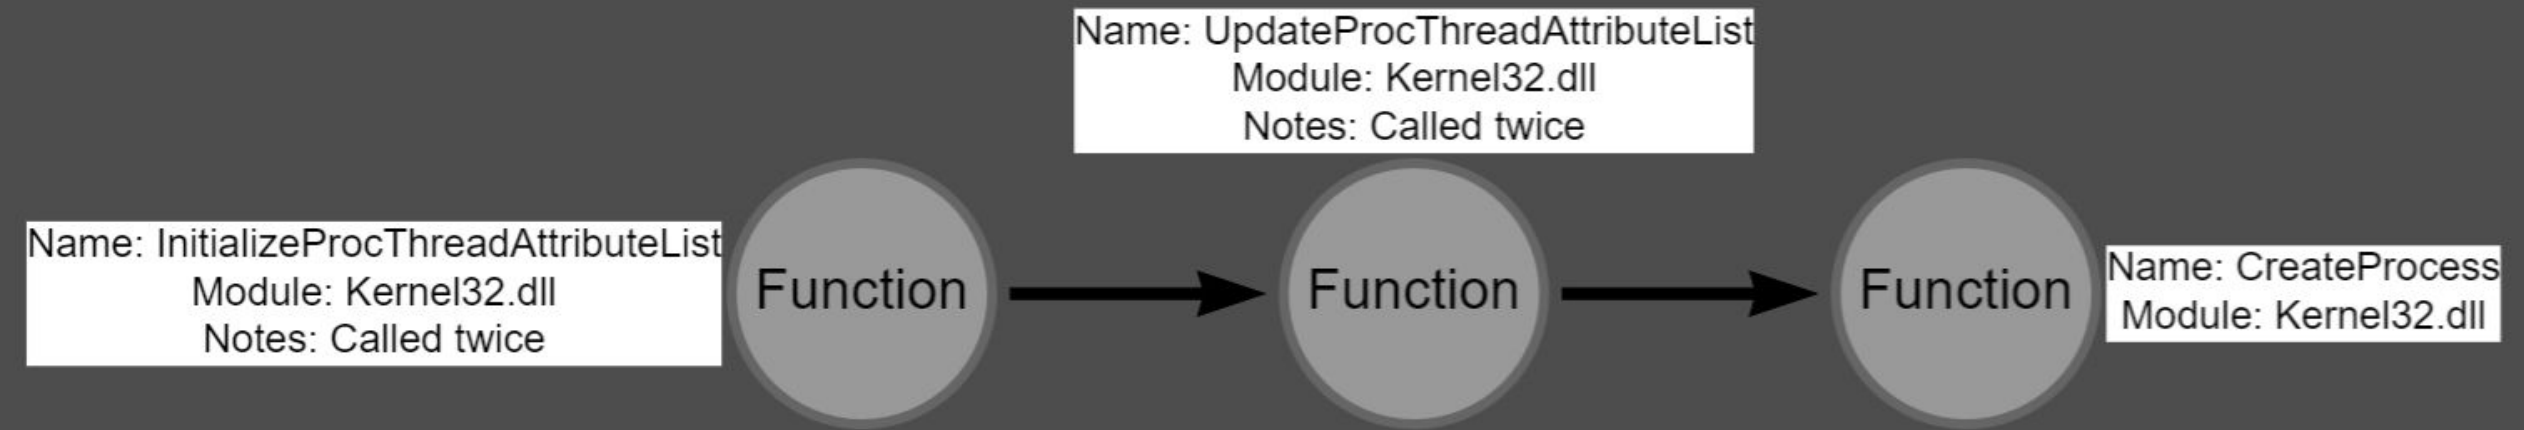 Name: UpdateProcThreadAttributeList
Module: Kernel32.dll
Notes: Called twice
Name: InitializeProcThreadAttributeList
Module: Kernel32.dll
Notes: Called twice
Function
Function
Function
Name: CreateProcess
Module: Kernel32.dll